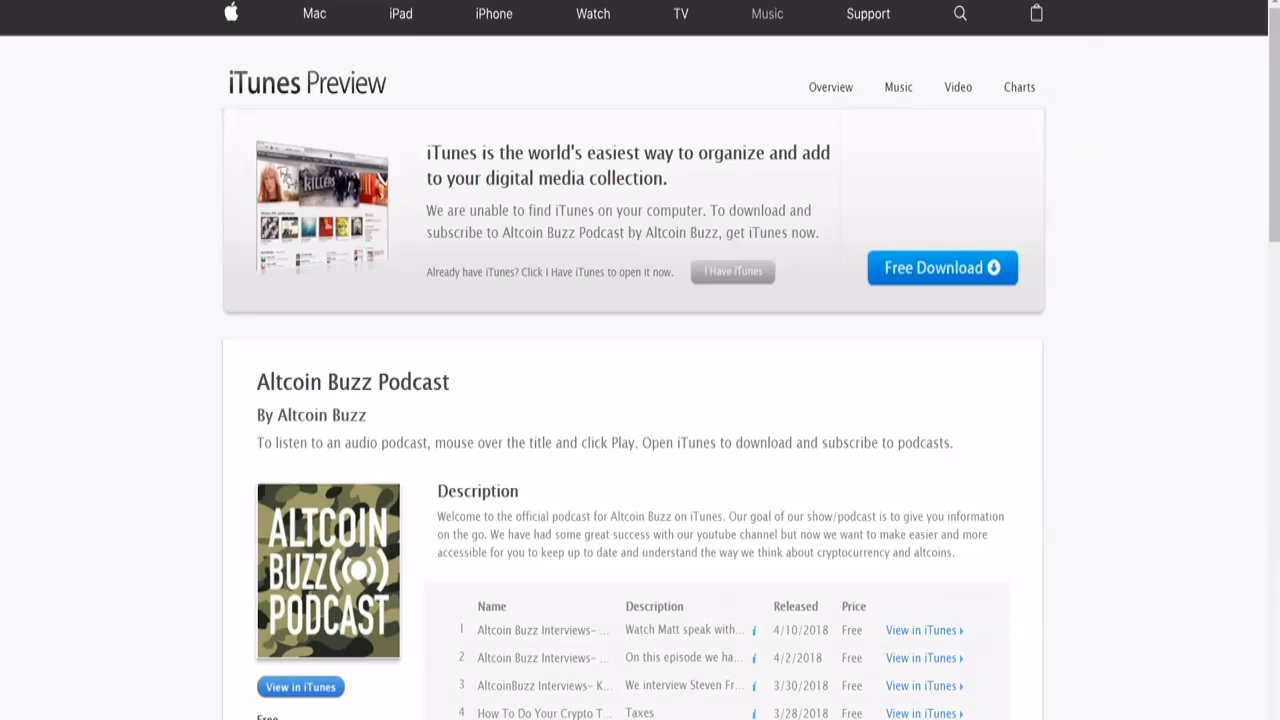 Mac iPad iPhone Watch TV Music Support
iTunes Preview
Overview Music Video Charts
iTunes is the world's easiest way to organize and add
to your digital media collection.
We are unable to find iTunes on your computer. To download and
subscribe to Altcoin Buzz Podcast by Altcoin Buzz, get iTunes now.
Already have iTunes? Click I Have iTunes to open it now. I Have iTunes
Free Download
KILLERS
Altcoin Buzz Podcast
By Altcoin Buzz
To listen to an audio podcast, mouse over the title and click Play. Open iTunes to download and subscribe to podcasts.
ALTCOIN
BUZZ
PODCAST
View in iTunes
Free
Description
Welcome to the official podcast for Altcoin Buzz on iTunes. Our goal of our show/podcast is to give you information
on the go. We have had some great success with our youtube channel but now we want to make easier and more
accessible for you to keep up to date and understand the way we think about cryptocurrency and altcoins.
Name Description Released Price
1 Altcoin Buzz Interviews- ... Watch Matt speak with... i 4/10/2018 Free View in iTunes
2 Altcoin Buzz Interviews- ... On this episode we ha... i 4/2/2018 Free View in iTunes
3 AltcoinBuzz Interviews- K... We interview Steven Fr... i 3/30/2018 Free View in iTunes
4 How To Do Your Crypto T... Taxes i 3/28/2018 Free View in iTunes